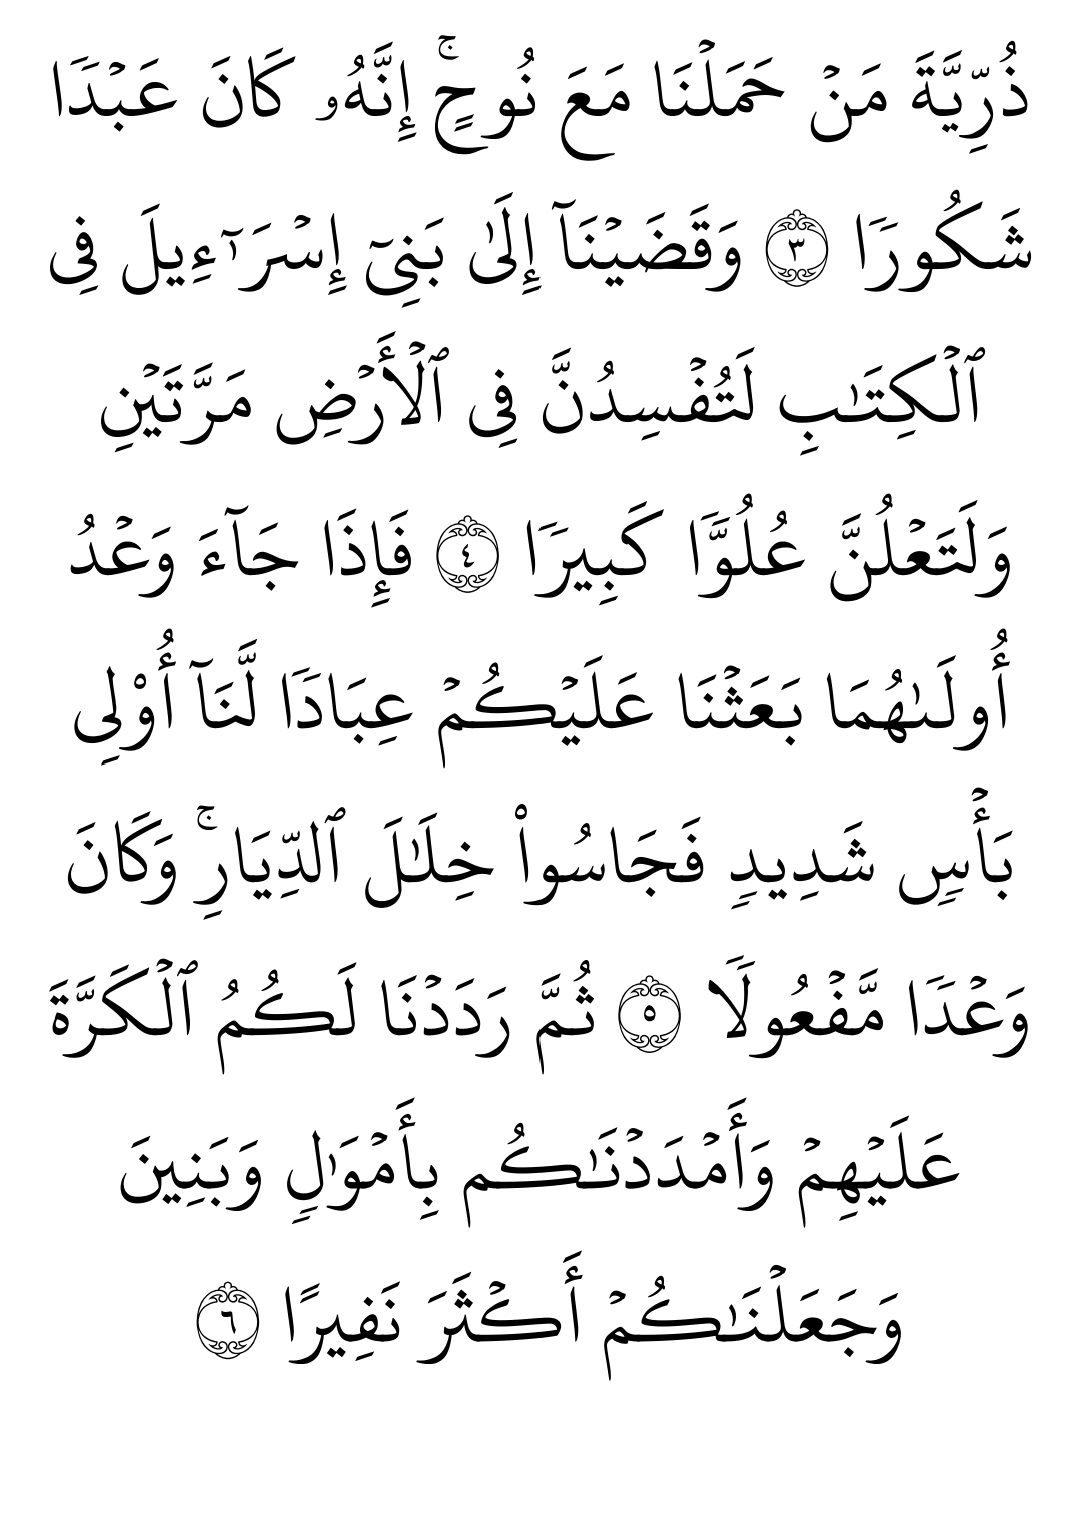 ذُرِّيَّةَ مَنۡ حَمَلۡنَا مَعَ نُوحٍۚ إِنَّهُۥ كَانَ عَبۡدٗا
شَكُورٗا ۝٣ وَقَضَيۡنَآ إِلَىٰ بَنِيٓ إِسۡرَٰٓءِيلَ فِي
ٱلۡكِتَٰبِ لَتُفۡسِدُنَّ فِي ٱلۡأَرۡضِ مَرَّتَيۡنِ
وَلَتَعۡلُنَّ عُلُوّٗا كَبِيرٗا ۝٤ فَإِذَا جَآءَ وَعۡدُ
أُولَىٰهُمَا بَعَثۡنَا عَلَيۡكُمۡ عِبَادٗا لَّنَآ أُوْلِي
بَأۡسٖ شَدِيدٖ فَجَاسُواْ خِلَٰلَ ٱلدِّيَارِۚ وَكَانَ
وَعۡدٗا مَّفۡعُولٗا ۝٥ ثُمَّ رَدَدۡنَا لَكُمُ ٱلۡكَرَّةَ
عَلَيۡهِمۡ وَأَمۡدَدۡنَٰكُم بِأَمۡوَٰلٖ وَبَنِينَ
وَجَعَلۡنَٰكُمۡ أَكۡثَرَ نَفِيرًا ۝٦